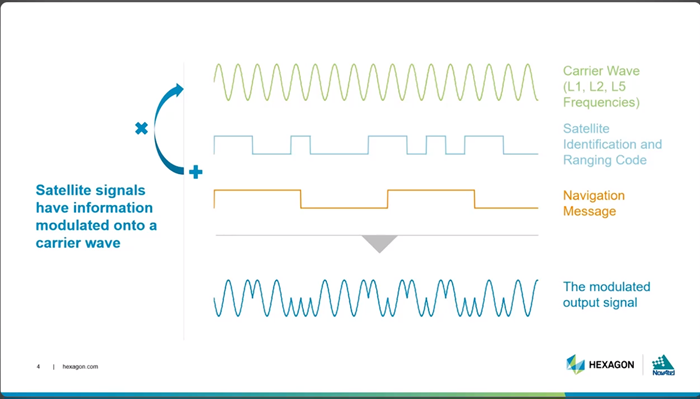 Carrier Wave
(L1, L2, L5
Frequencies)
Satellite
Identification and
Ranging Code
Satellite signals
have information
modulated onto a
carrier wave
Navigation
Message
The modulated
output signal
4 | hexagon.com
HEXAGON
NovAtel